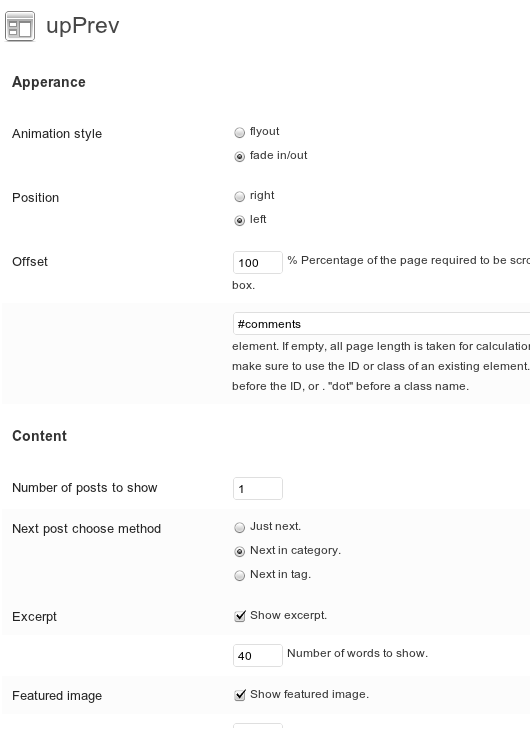 upPrev
Apperance
Animation style
flyout
fade in/out
Position
right
left
Offset
100 % Percentage of the page required to be
box.
#comments
element. If empty, all page length is taken for
make sure to use the ID or class of an existing element.
before the ID, or . "dot" before a class name.
Content
Number of posts to show
1
Next post choose method
Just next.
Next in category.
Next in tag.
Excerpt
Show excerpt.
40 Number of words to show.
Featured image
Show featured image.